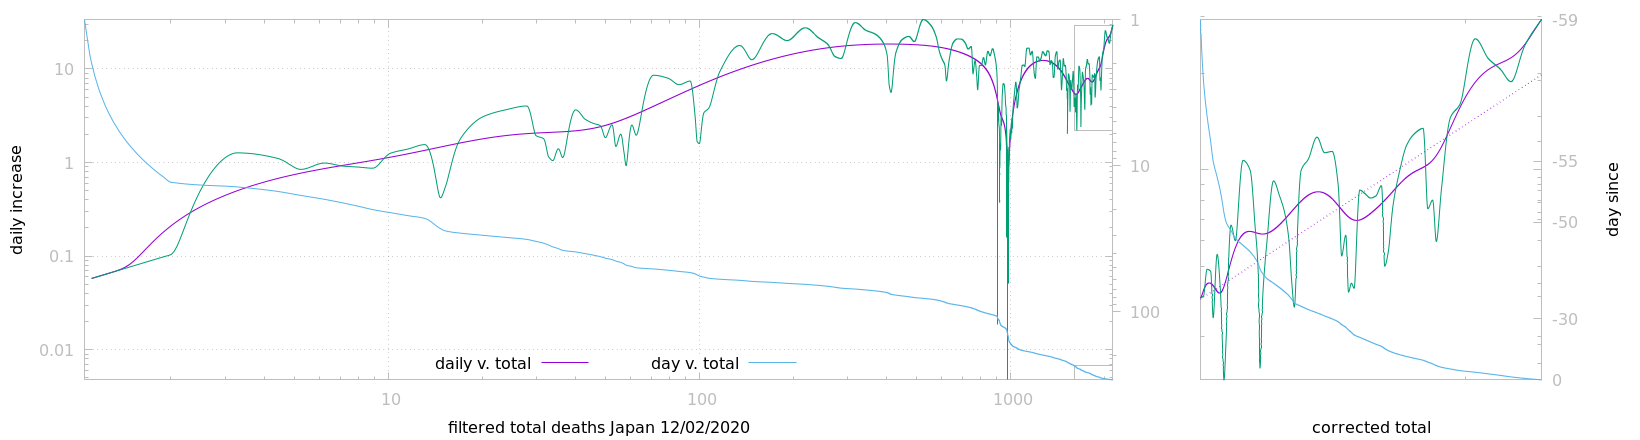 daily increase
10
1
0.1
0.01
daily v. total
day v. total
10
100
1000
filtered total deaths Japan 12/02/2020
1
10
100
-59
-55
-50
-30
0
day since
corrected total